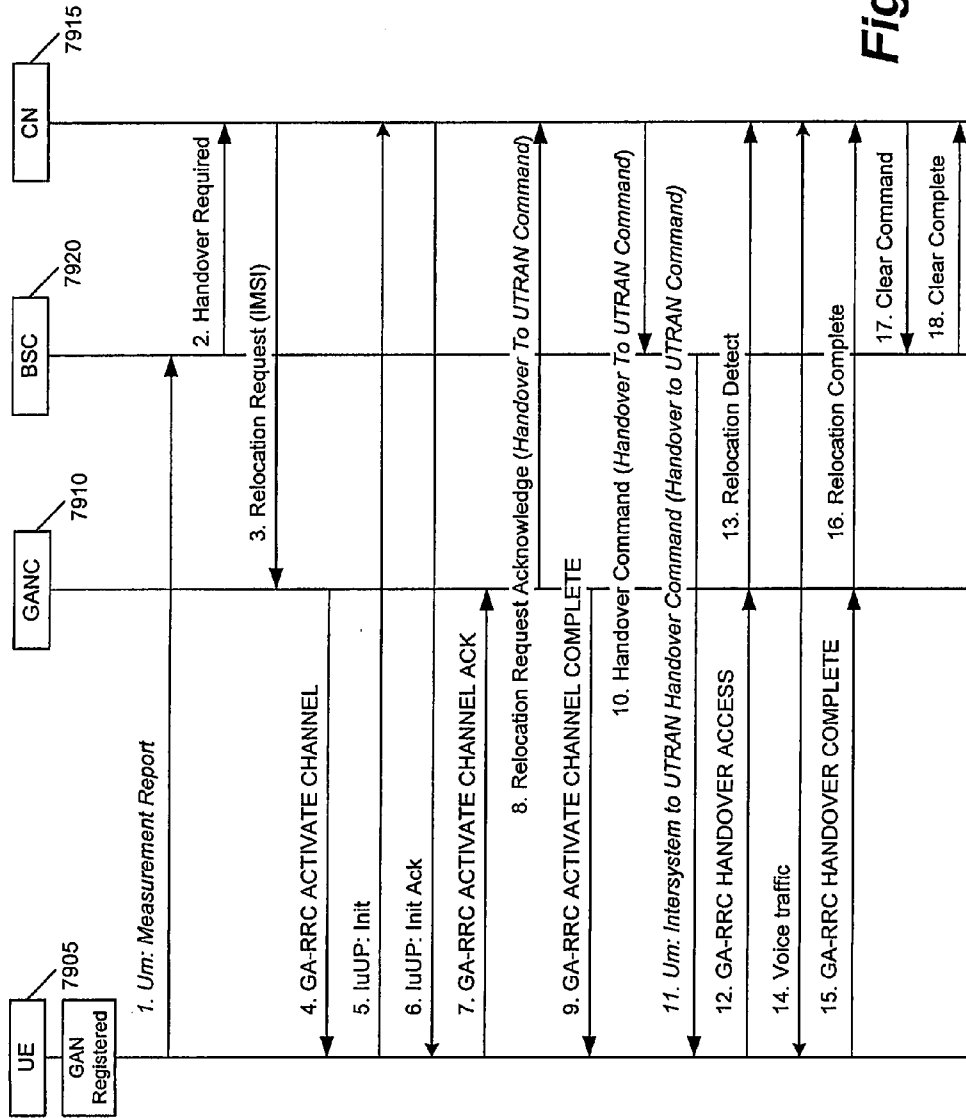 UE
7905
GAN
Registered
GANC
7910
BSC
7920
CN
7915
1. Um: Measurement Report
2. Handover Required
3. Relocation Request (IMSI)
4. GA-RRC ACTIVATE CHANNEL
5. IuUP: Init
6. IuUP: Init Ack
7. GA-RRC ACTIVATE CHANNEL ACK
8. Relocation Request Acknowledge (Handover To UTRAN Command)
9. GA-RRC ACTIVATE CHANNEL COMPLETE
10. Handover Command (Handover To UTRAN Command)
11. Um: Intersystem to UTRAN Handover Command (Handover to UTRAN Command)
12. GA-RRC HANDOVER ACCESS
13. Relocation Detect
14. Voice traffic
15. GA-RRC HANDOVER COMPLETE
16. Relocation Complete
17. Clear Command
18. Clear Complete
Fig